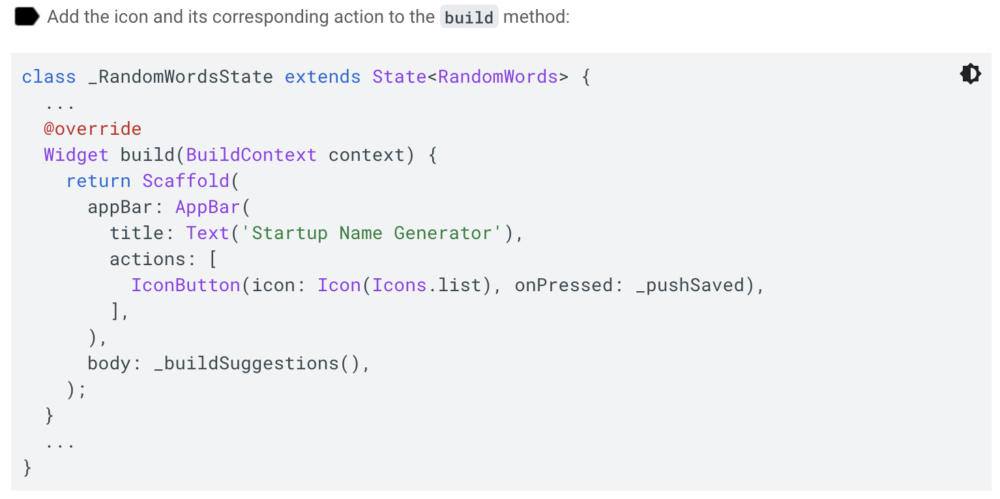 Add the icon and its corresponding action to the build method:
class _RandomWordsState extends State<RandomWords> {
  ...
  @override
  Widget build(BuildContext context) {
    return Scaffold(
      appBar: AppBar(
        title: Text('Startup Name Generator'),
        actions: [
          IconButton(icon: Icon(Icons.list), onPressed: _pushSaved),
        ],
      ),
      body: _buildSuggestions(),
    );
  }
  ...
}